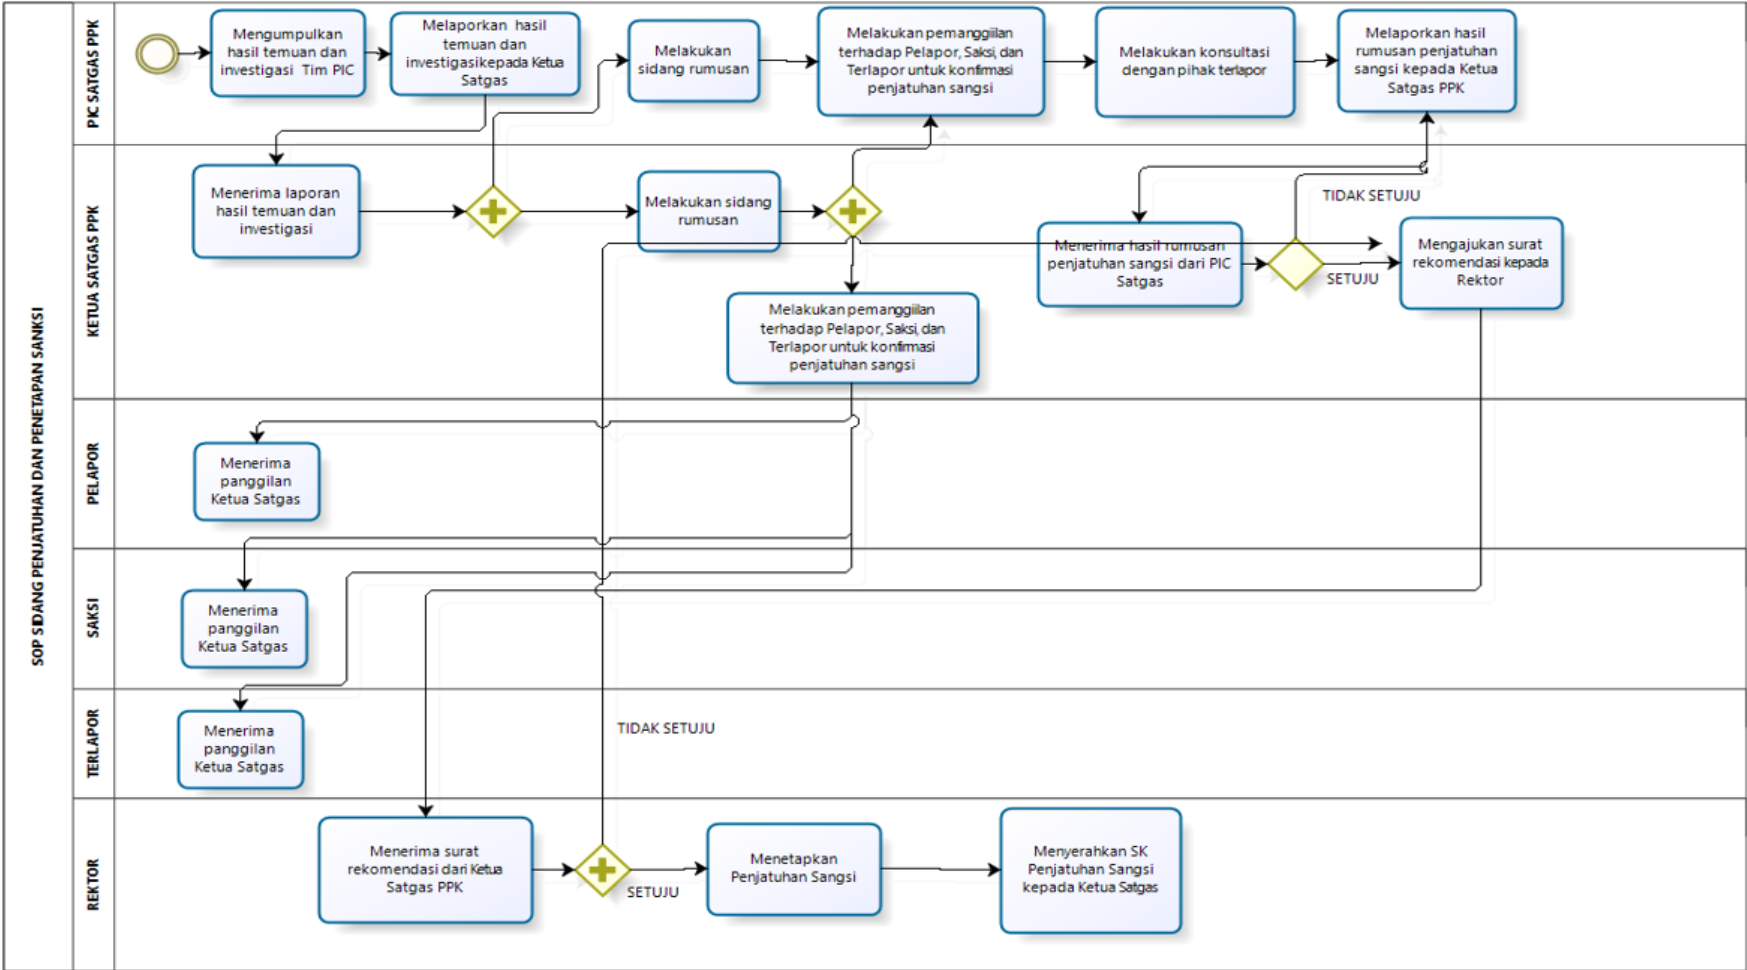 SOP SIDANG PENJATUHAN DAN PENETAPAN SANKSI
PIC SATGAS PPK
Mengumpulkan
hasil temuan dan
investigasi Tim PIC
Melaporkan hasil
temuan dan
investigasikepada Ketua
Satgas
Melakukan
sidang rumusan
Melakukan pemanggiilan
terhadap Pelapor, Saksi, dan
Terlapor untuk konfirmasi
penjatuhan sangsi
Melakukan konsultasi
dengan pihak terlapor
Melaporkan hasil
rumusan penjatuhan
sangsi kepada Ketua
Satgas PPK
KETUA SATGAS PPK
Menerima laporan
hasil temuan dan
investigasi
Melakukan sidang
rumusan
Melakukan pemanggiilan
terhadap Pelapor, Saksi, dan
Terlapor untuk konfirmasi
penjatuhan sangsi
Menerima hasil rumusan
penjatuhan sangsi dari PIC
Satgas
TIDAK SETUJU
SETUJU
Mengajukan surat
rekomendasi kepada
Rektor
PELAPOR
Menerima
panggilan
Ketua Satgas
SAKSI
Menerima
panggilan
Ketua Satgas
TERLAPOR
Menerima
panggilan
Ketua Satgas
TIDAK SETUJU
REKTOR
Menerima surat
rekomendasi dari Ketua
Satgas PPK
SETUJU
Menetapkan
Penjatuhan Sangsi
Menyerahkan SK
Penjatuhan Sangsi
kepada Ketua Satgas